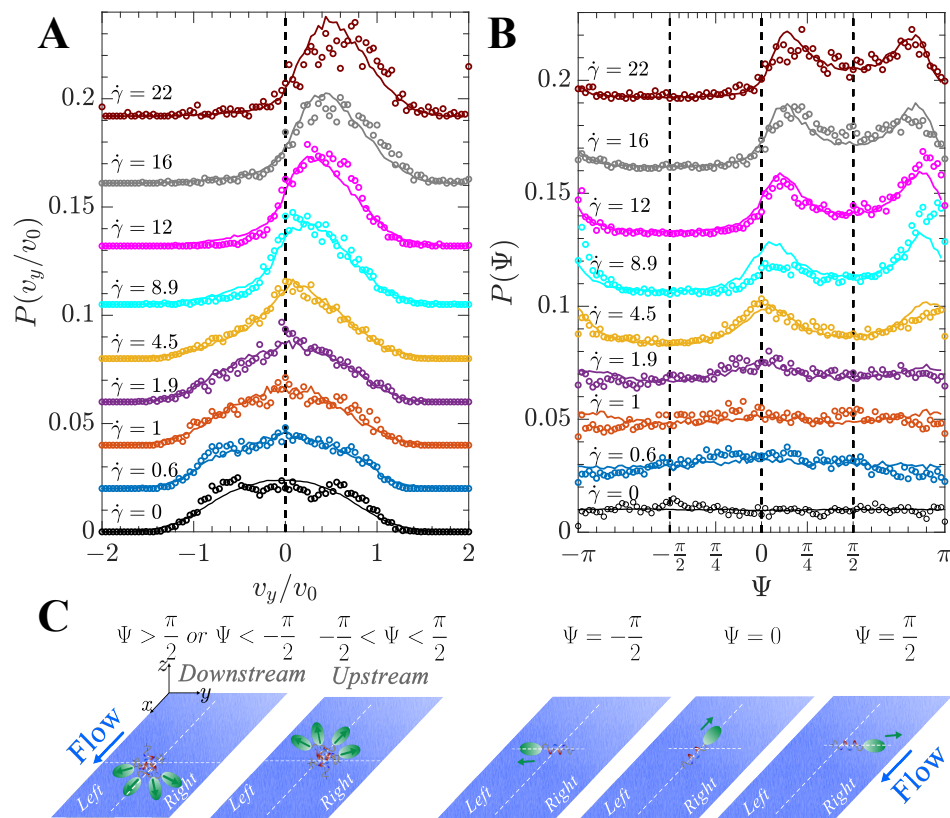 A
P(v_y/v_0)
0.2
0.15
0.1
0.05
0
γ̇ = 22
γ̇ = 16
γ̇ = 12
γ̇ = 8.9
γ̇ = 4.5
γ̇ = 1.9
γ̇ = 1
γ̇ = 0.6
γ̇ = 0
−2 −1 0 1 2
v_y/v_0
B
P(Ψ)
0.2
0.15
0.1
0.05
0
γ̇ = 22
γ̇ = 16
γ̇ = 12
γ̇ = 8.9
γ̇ = 4.5
γ̇ = 1.9
γ̇ = 1
γ̇ = 0.6
γ̇ = 0
−π −π/2 π/4 0 π/4 π/2 π
Ψ
C
Ψ > π/2 or Ψ < −π/2
−π/2 < Ψ < π/2
Ψ = −π/2
Ψ = 0
Ψ = π/2
Downstream
Upstream
z
y
x
Flow
Left
Right
Left
Right
Left
Right
Left
Right
Left
Right
Flow